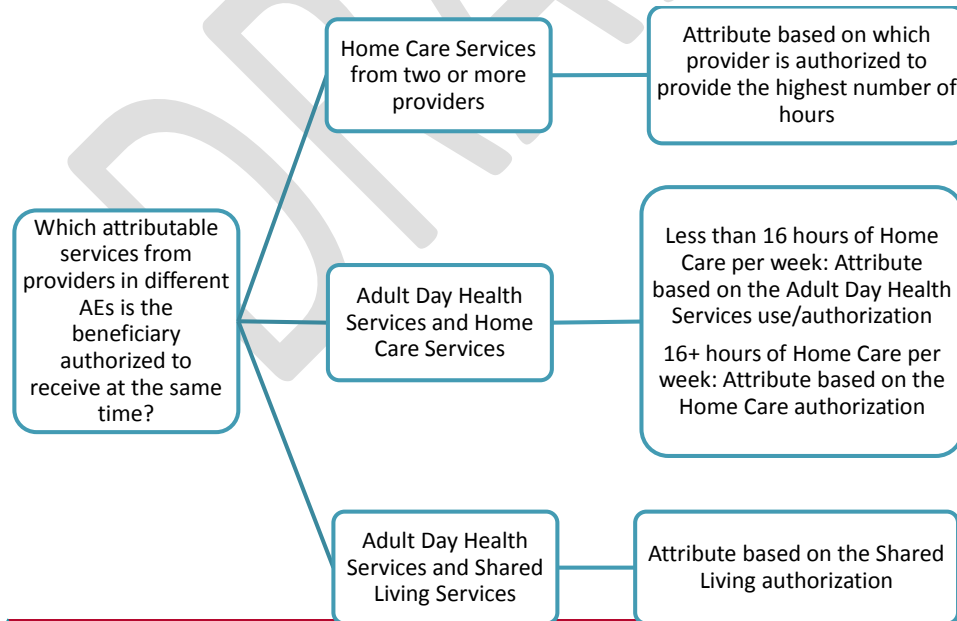 Home Care Services
from two or more
providers
Attribute based on which
provider is authorized to
provide the highest number of
hours
Which attributable
services from
providers in different
AEs is the
beneficiary
authorized to
receive at the same
time?
Adult Day Health
Services and Home
Care Services
Less than 16 hours of Home
Care per week: Attribute
based on the Adult Day Health
Services use/authorization
16+ hours of Home Care per
week: Attribute based on the
Home Care authorization
Adult Day Health
Services and Shared
Living Services
Attribute based on the Shared
Living authorization